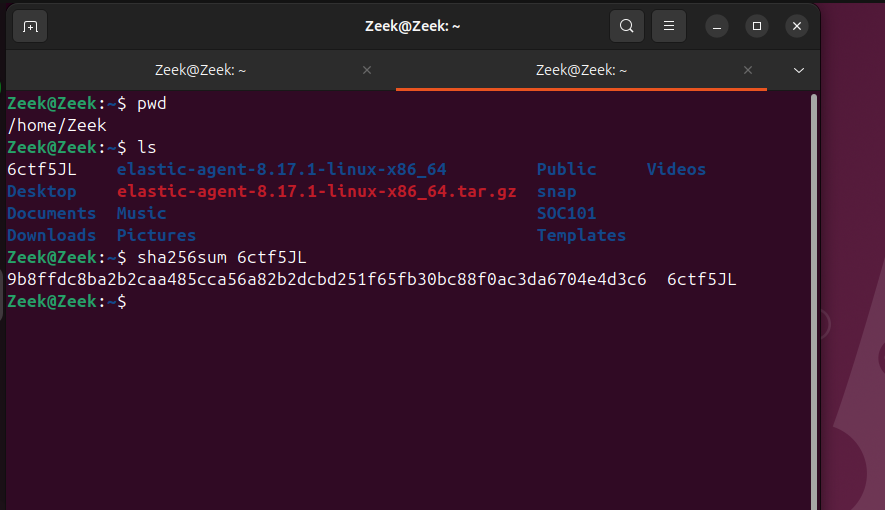 Zeek@Zeek: ~
Zeek@Zeek: ~ Zeek@Zeek: ~
Zeek@Zeek:~$ pwd
/home/Zeek
Zeek@Zeek:~$ ls
6ctf5JL elastic-agent-8.17.1-linux-x86_64 Public Videos
Desktop elastic-agent-8.17.1-linux-x86_64.tar.gz snap
Documents Music SOC101
Downloads Pictures Templates
Zeek@Zeek:~$ sha256sum 6ctf5JL
9b8ffdc8ba2b2caa485cca56a82b2dcbd251f65fb30bc88f0ac3da6704e4d3c6 6ctf5JL
Zeek@Zeek:~$